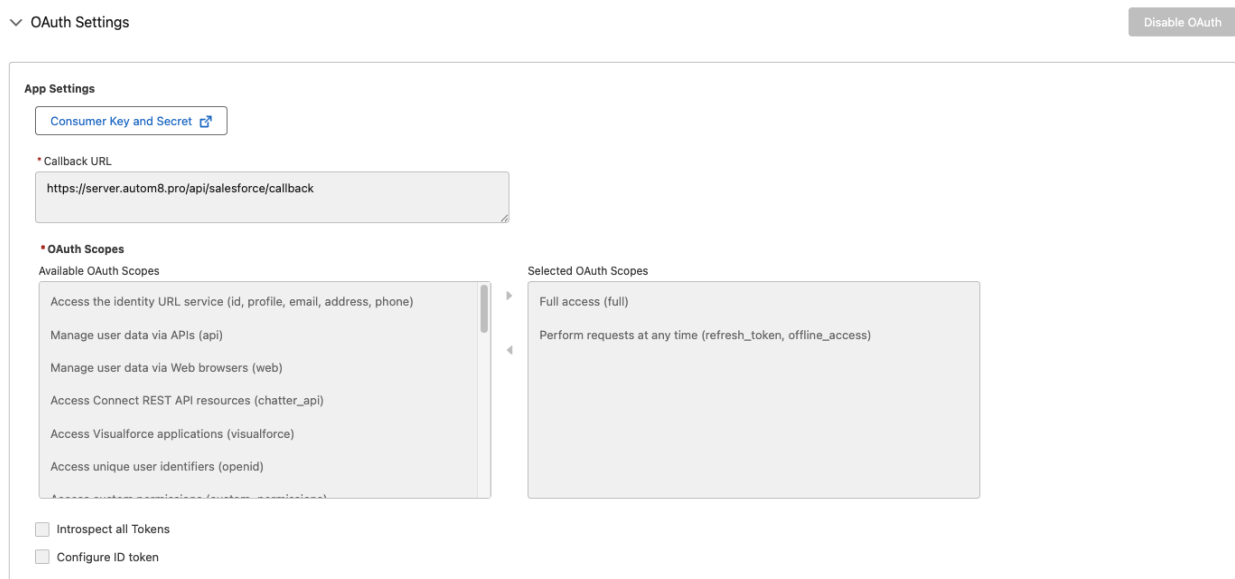 OAuth Settings
Disable OAuth
App Settings
Consumer Key and Secret
* Callback URL
https://server.autom8.pro/api/salesforce/callback
* OAuth Scopes
Available OAuth Scopes
Access the identity URL service (id, profile, email, address, phone)
Manage user data via APIs (api)
Manage user data via Web browsers (web)
Access Connect REST API resources (chatter_api)
Access Visualforce applications (visualforce)
Access unique user identifiers (openid)
Access custom permissions (custom_permissions)
Selected OAuth Scopes
Full access (full)
Perform requests at any time (refresh_token, offline_access)
Introspect all Tokens
Configure ID token